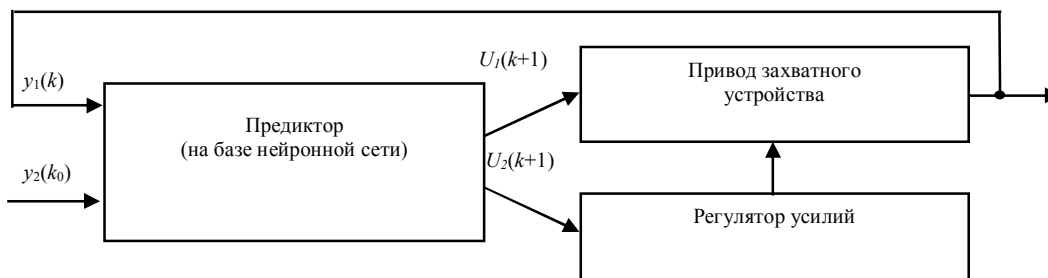 y₁(k)
U₁(k+1)
Привод захватного
устройства
Предиктор
(на базе нейронной сети)
y₂(k₀)
U₂(k+1)
Регулятор усилий